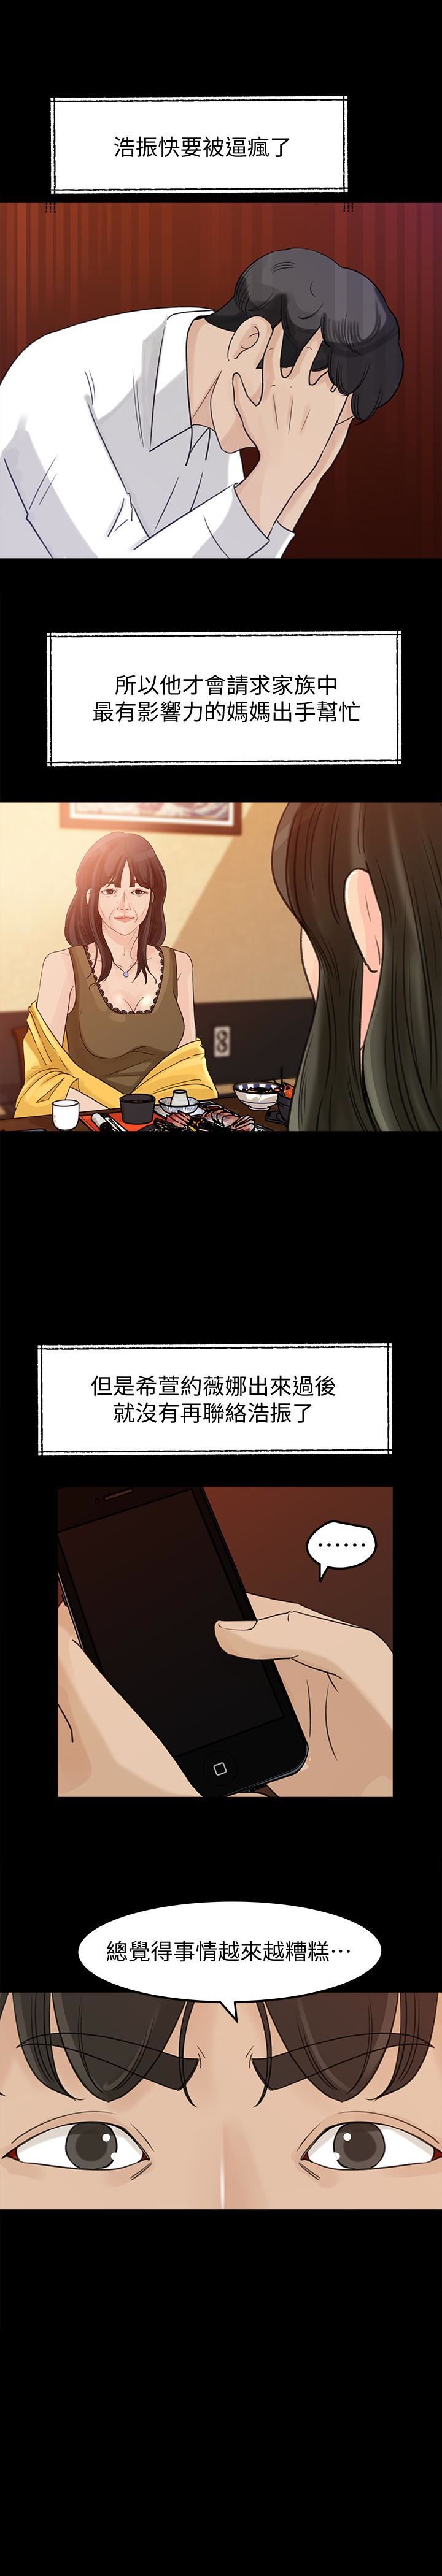 浩振快要被逼瘋了
所以他才會請求家族中
最有影響力的媽媽出手幫忙
但是希萱約薇娜出來過後
就沒有再聯絡浩振了
……
總覺得事情越來越糟糕…